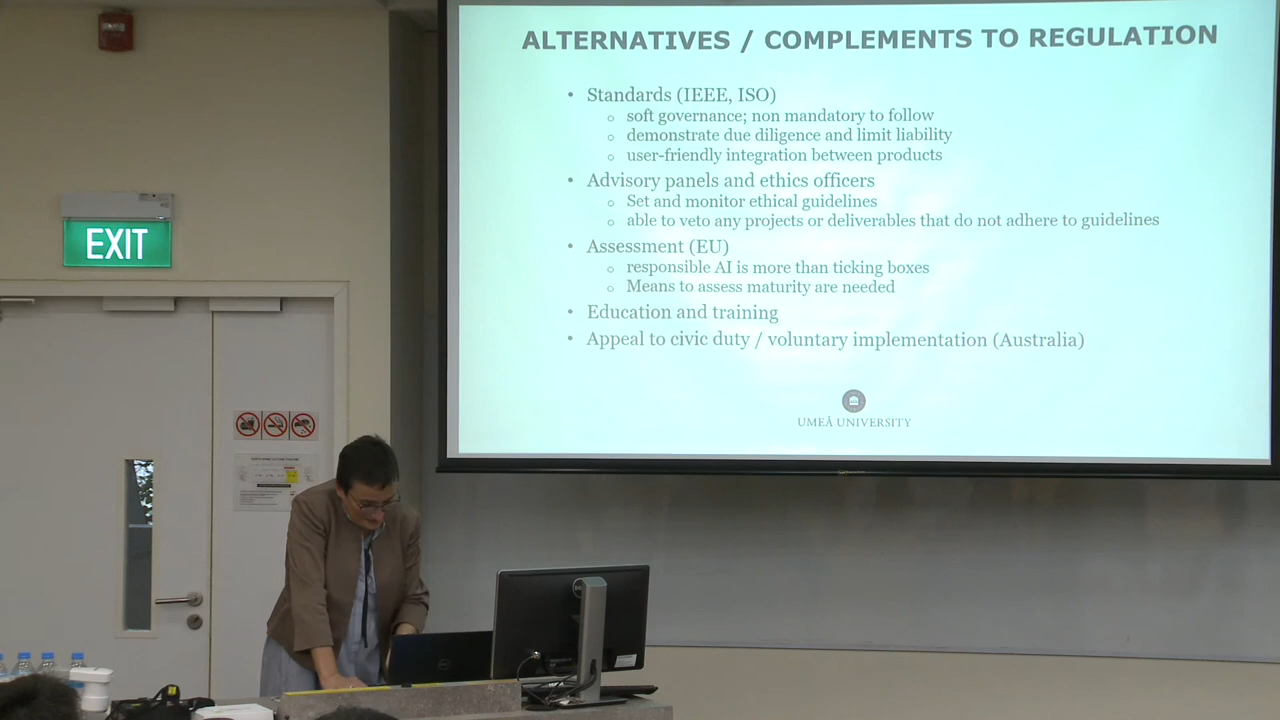 ALTERNATIVES / COMPLEMENTS TO REGULATION
• Standards (IEEE, ISO)
○ soft governance; non mandatory to follow
○ demonstrate due diligence and limit liability
○ user-friendly integration between products
• Advisory panels and ethics officers
○ Set and monitor ethical guidelines
○ able to veto any projects or deliverables that do not adhere to guidelines
• Assessment (EU)
○ responsible AI is more than ticking boxes
○ Means to assess maturity are needed
• Education and training
• Appeal to civic duty / voluntary implementation (Australia)
UMEÅ UNIVERSITY
EXIT
DELL